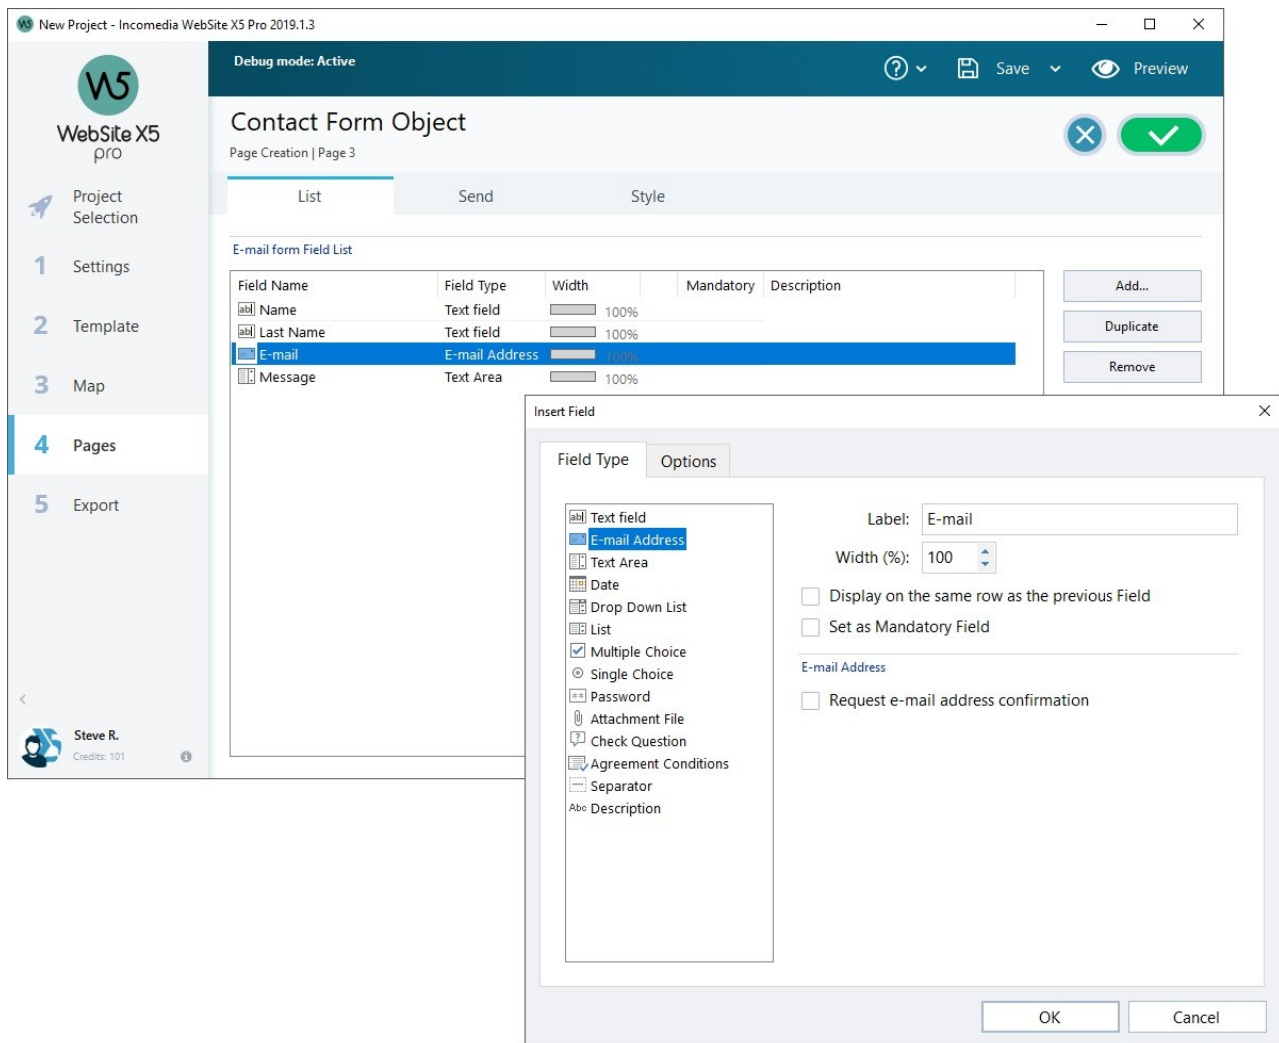 New Project - Incomedia WebSite X5 Pro 2019.1.3
Debug mode: Active
Save
Preview
W5
WebSite X5
pro
Contact Form Object
Page Creation | Page 3
Project
Selection
1 Settings
2 Template
3 Map
4 Pages
5 Export
List Send Style
E-mail form Field List
Field Name Field Type Width Mandatory Description
Name Text field 100%
Last Name Text field 100%
E-mail E-mail Address 100%
Message Text Area 100%
Add...
Duplicate
Remove
Steve R.
Credits: 101
Insert Field
Field Type Options
Text field
E-mail Address
Text Area
Date
Drop Down List
List
Multiple Choice
Single Choice
Password
Attachment File
Check Question
Agreement Conditions
Separator
Abc Description
Label: E-mail
Width (%): 100
Display on the same row as the previous Field
Set as Mandatory Field
E-mail Address
Request e-mail address confirmation
OK Cancel